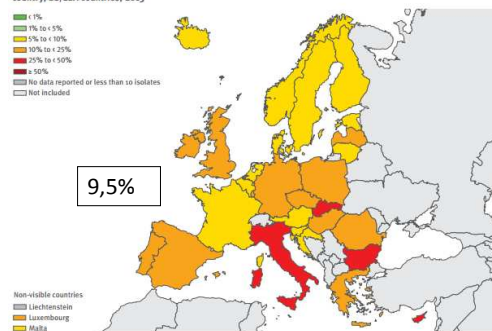 < 1%
1% to < 5%
5% to < 10%
10% to < 25%
25% to < 50%
≥ 50%
No data reported or less than 10 isolates
Not included
9,5%
Non-visible countries
Liechtenstein
Luxembourg
Malta